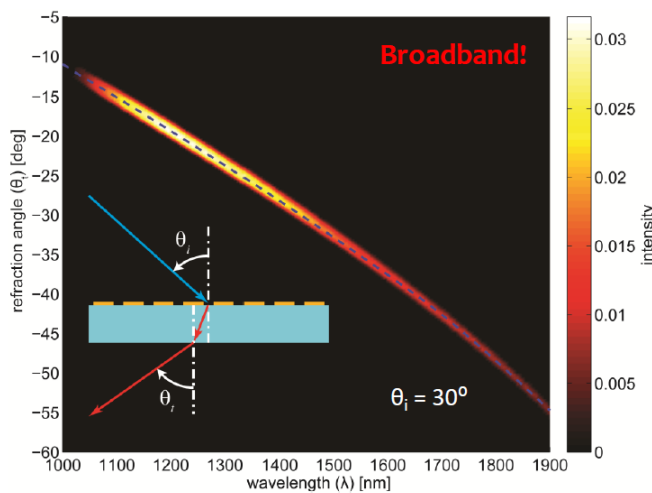 Broadband!
refraction angle (θt) [deg]
−5
−10
−15
−20
−25
−30
−35
−40
−45
−50
−55
−60
θi
θt
θi = 30º
1000 1100 1200 1300 1400 1500 1600 1700 1800 1900
wavelength (λ) [nm]
0.03
0.025
0.02
0.015
0.01
0.005
0
intensity